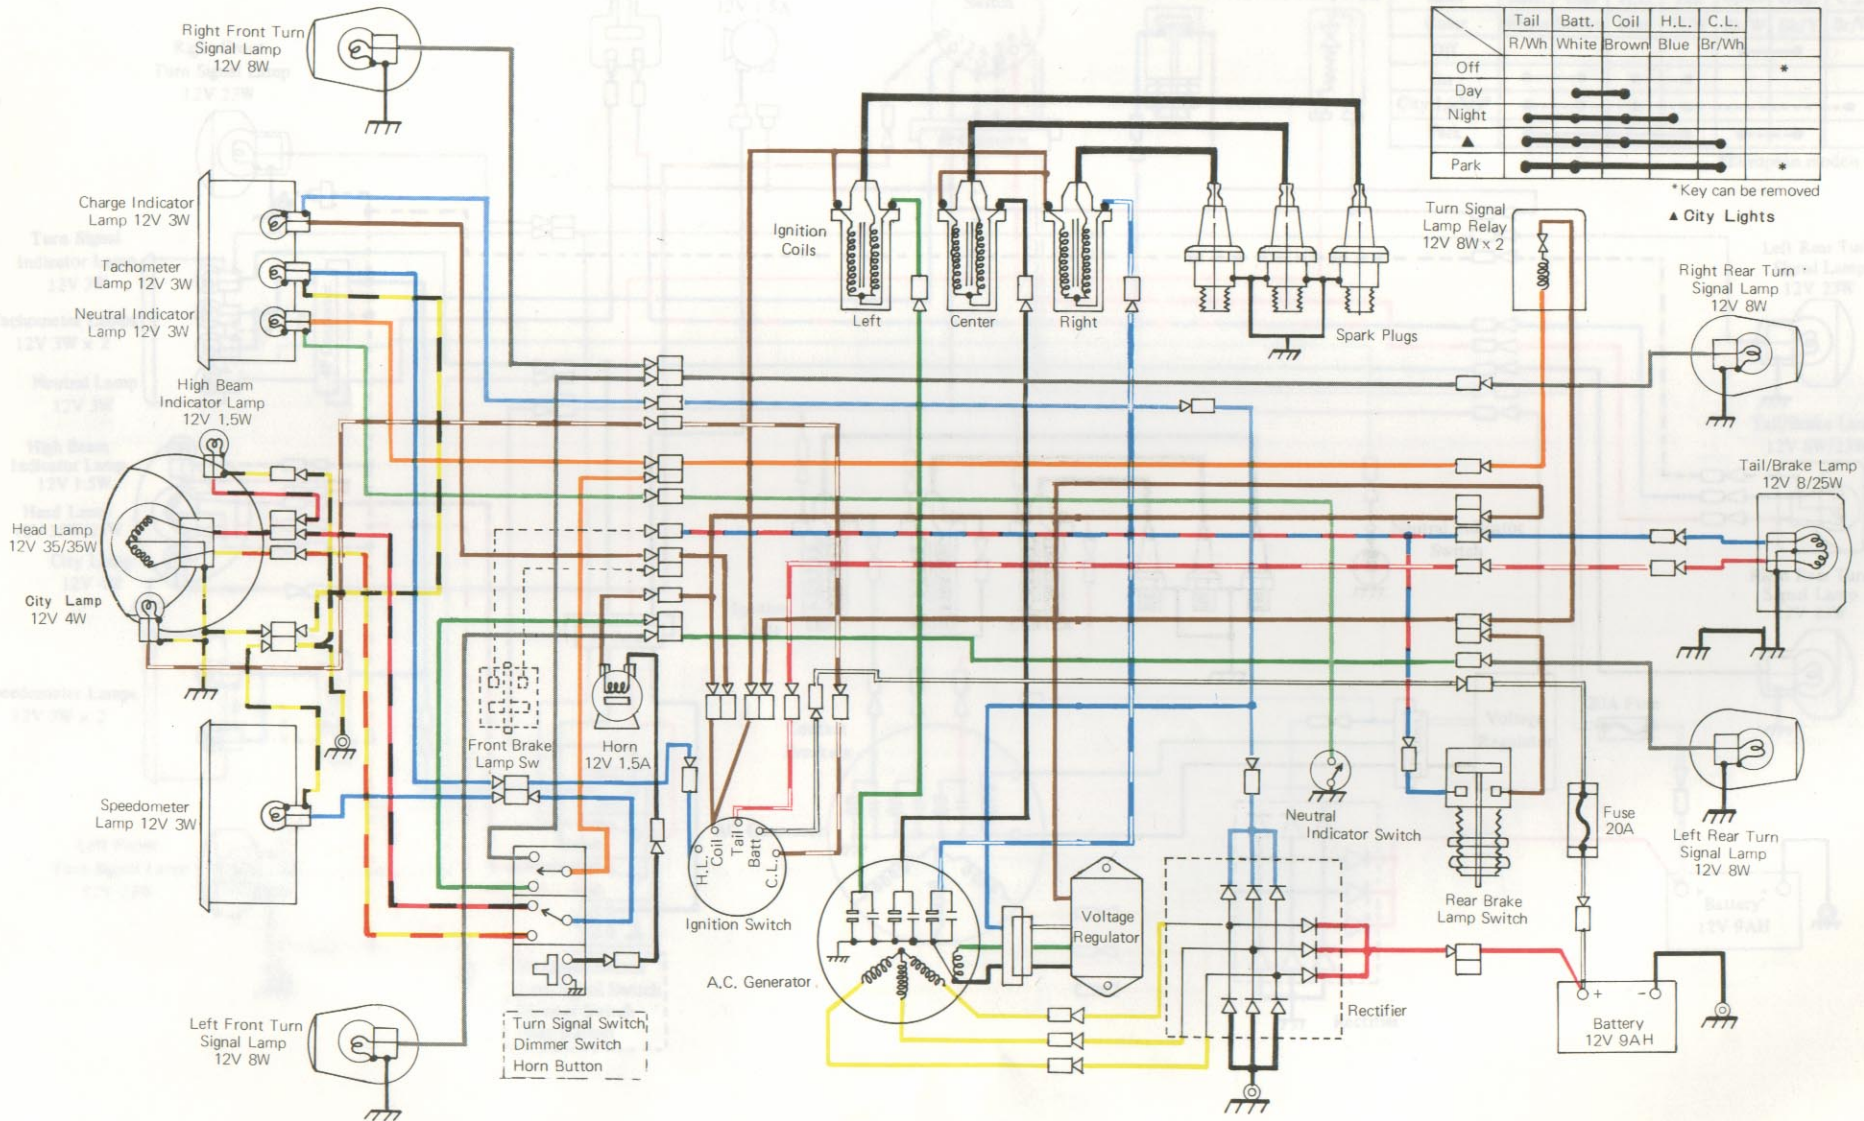 Right Front Turn
Signal Lamp
12V 8W
Charge Indicator
Lamp 12V 3W
Tachometer
Lamp 12V 3W
Neutral Indicator
Lamp 12V 3W
High Beam
Indicator Lamp
12V 1.5W
Head Lamp
12V 35/35W
City Lamp
12V 4W
Speedometer
Lamp 12V 3W
Left Front Turn
Signal Lamp
12V 8W
Front Brake
Lamp Sw
Horn
12V 1.5A
Turn Signal Switch
Dimmer Switch
Horn Button
H.L.
Coil
Tail
Batt
C.L.
Ignition Switch
Ignition
Coils
Left
Center
Right
Spark Plugs
A.C. Generator
Voltage
Regulator
Rectifier
Neutral
Indicator Switch
Rear Brake
Lamp Switch
Fuse
20A
+ -
Battery
12V 9AH
Tail Batt. Coil H.L. C.L.
R/Wh White Brown Blue Br/Wh
Off *
Day
Night
▲
Park *
*Key can be removed
▲ City Lights
Turn Signal
Lamp Relay
12V 8W x 2
Right Rear Turn
Signal Lamp
12V 8W
Tail/Brake Lamp
12V 8/25W
Left Rear Turn
Signal Lamp
12V 8W